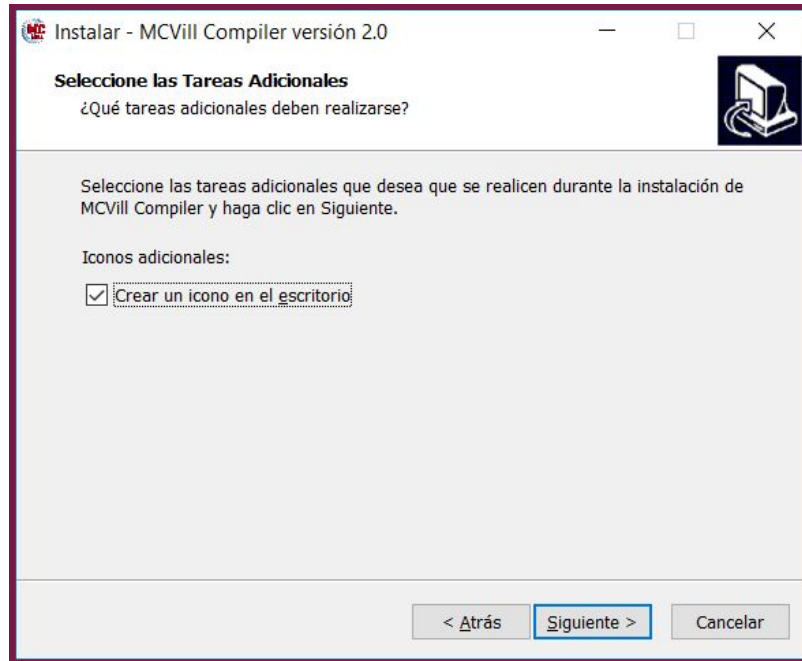 Instalar - MCVill Compiler versión 2.0
Seleccione las Tareas Adicionales
¿Qué tareas adicionales deben realizarse?
Seleccione las tareas adicionales que desea que se realicen durante la instalación de
MCVill Compiler y haga clic en Siguiente.
Iconos adicionales:
Crear un icono en el escritorio
< Atrás Siguiente > Cancelar